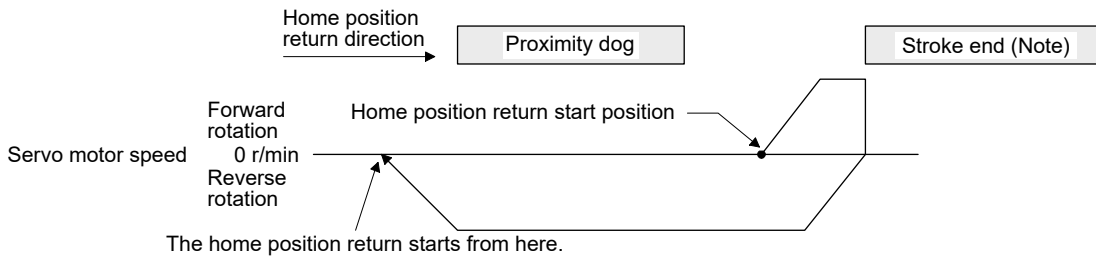 Home position
return direction
Proximity dog
Stroke end (Note)
Forward
rotation
Home position return start position
Servo motor speed
0 r/min
Reverse
rotation
The home position return starts from here.